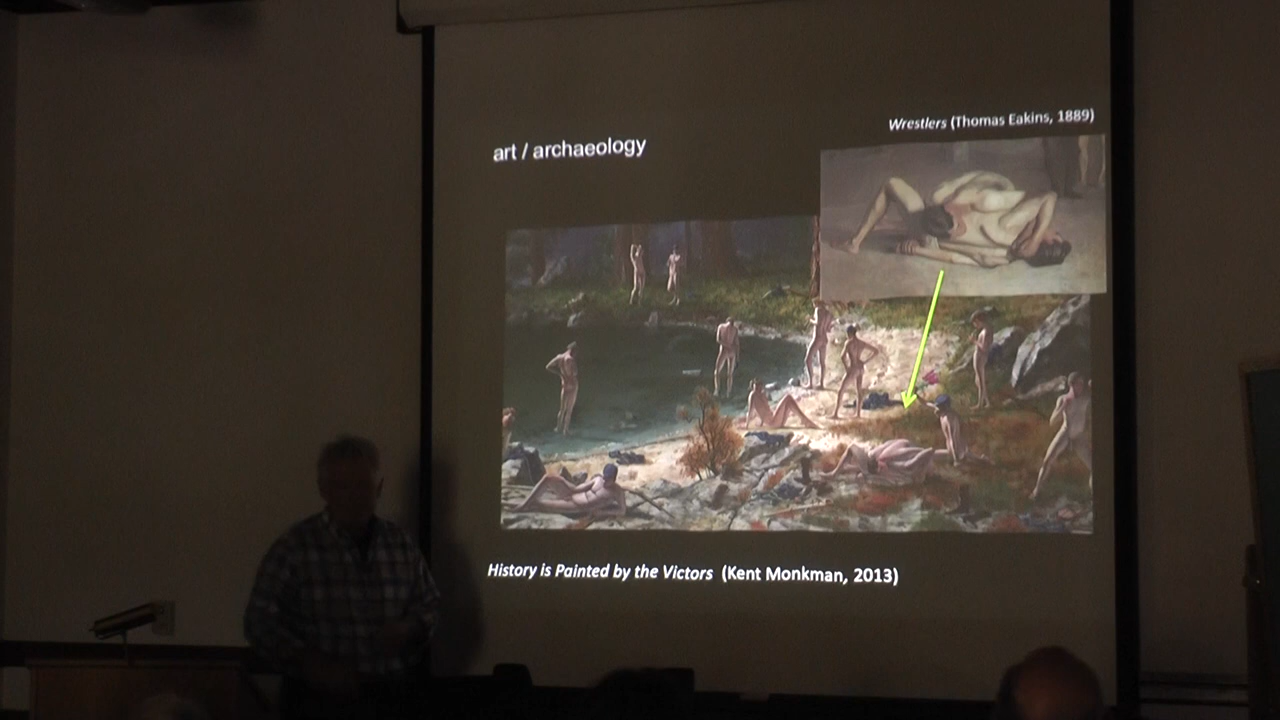 Wrestlers (Thomas Eakins, 1889)
art / archaeology
History is Painted by the Victors (Kent Monkman, 2013)